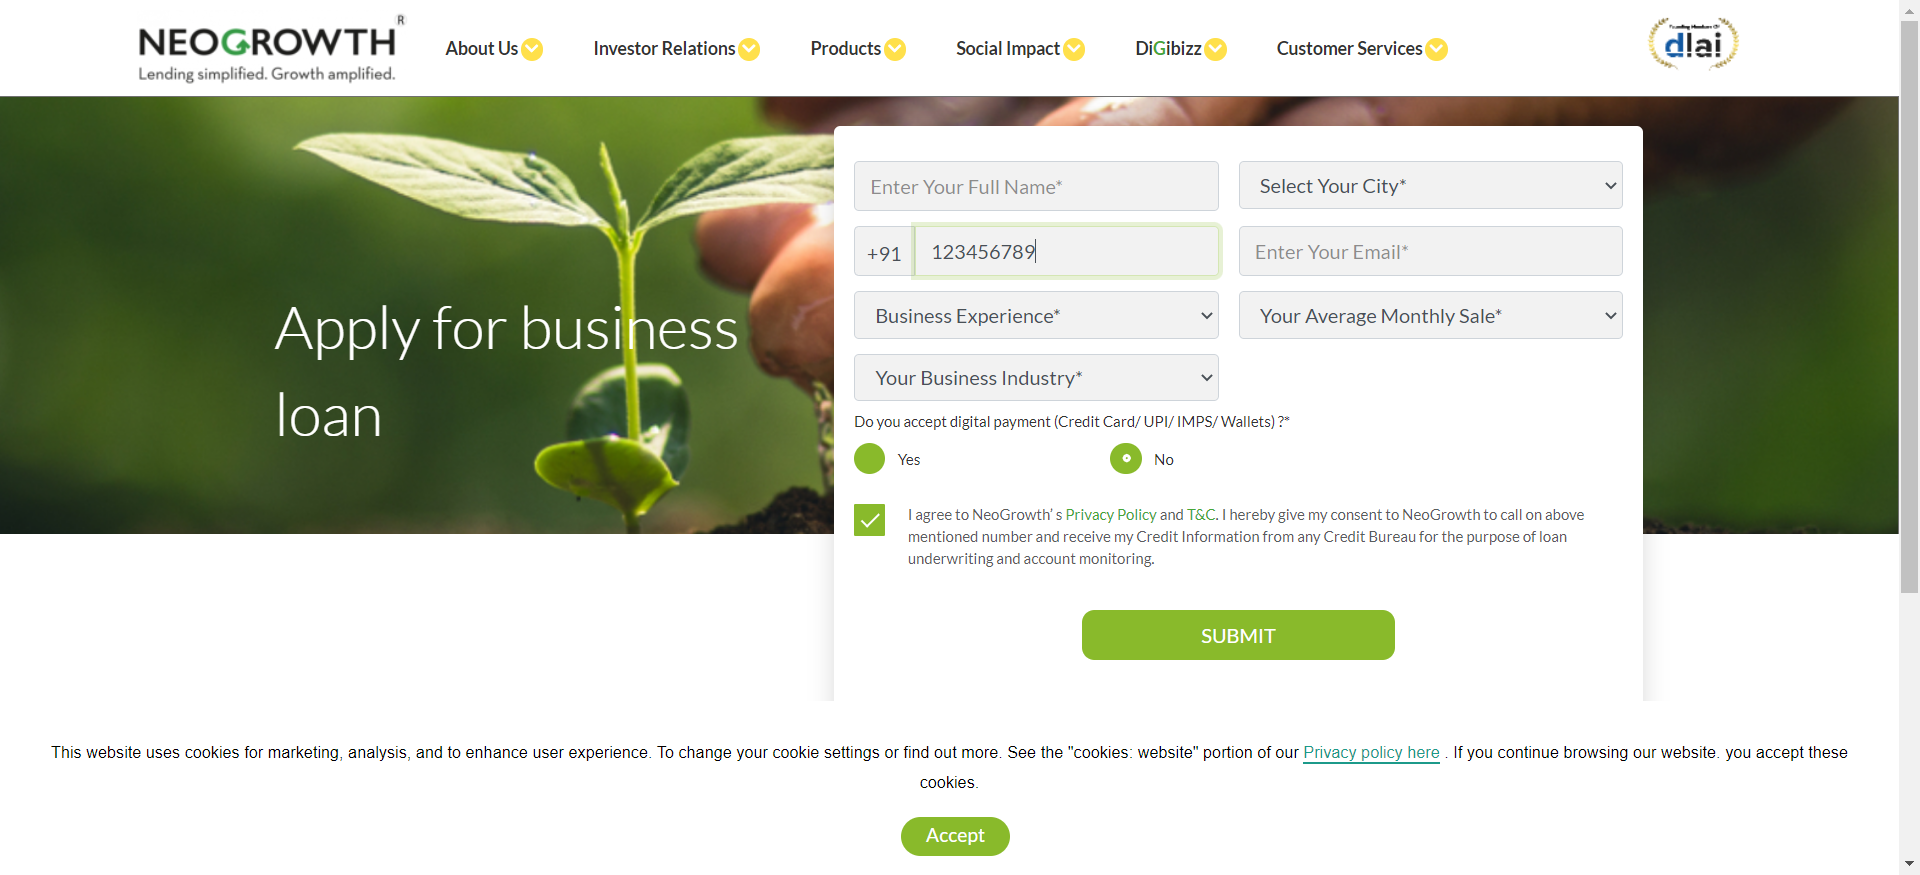 NEOGROWTH®
Lending simplified. Growth amplified.
About Us
Investor Relations
Products
Social Impact
DiGibizz
Customer Services
Founding Member Of
dlai
Apply for business
loan
Enter Your Full Name*
Select Your City*
+91
123456789
Enter Your Email*
Business Experience*
Your Average Monthly Sale*
Your Business Industry*
Do you accept digital payment (Credit Card/ UPI/ IMPS/ Wallets) ?*
Yes
No
I agree to NeoGrowth’ s Privacy Policy and T&C. I hereby give my consent to NeoGrowth to call on above
mentioned number and receive my Credit Information from any Credit Bureau for the purpose of loan
underwriting and account monitoring.
SUBMIT
This website uses cookies for marketing, analysis, and to enhance user experience. To change your cookie settings or find out more. See the "cookies: website" portion of our Privacy policy here . If you continue browsing our website. you accept these
cookies.
Accept